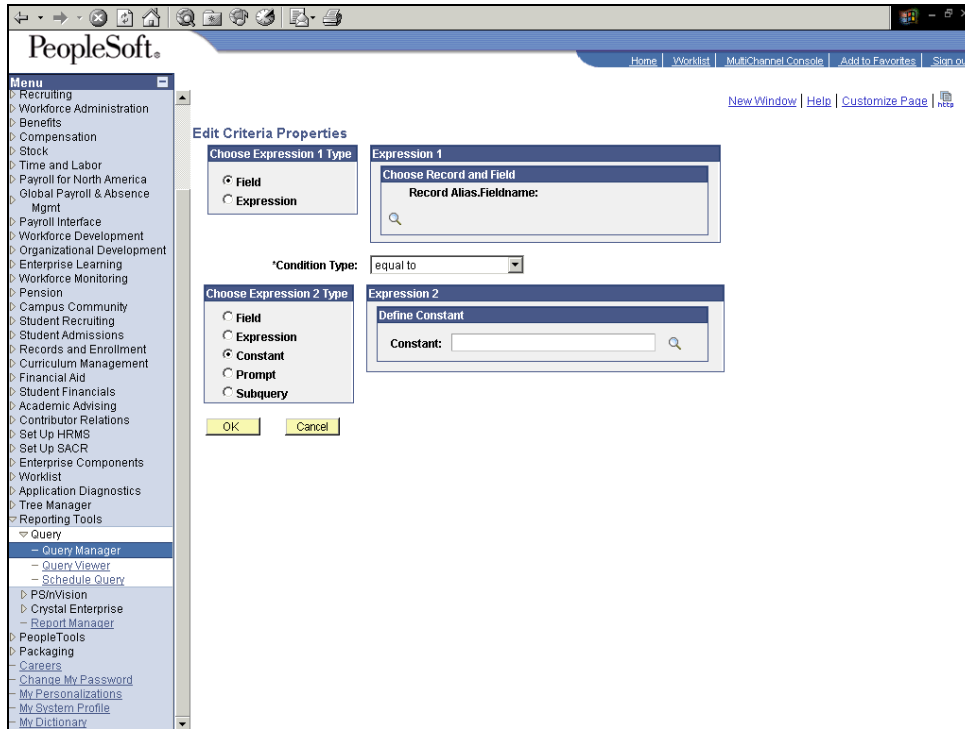 PeopleSoft.
Home | Worklist | MultiChannel Console | Add to Favorites | Sign ou
Menu
Recruiting
Workforce Administration
Benefits
Compensation
Stock
Time and Labor
Payroll for North America
Global Payroll & Absence
Mgmt
Payroll Interface
Workforce Development
Organizational Development
Enterprise Learning
Workforce Monitoring
Pension
Campus Community
Student Recruiting
Student Admissions
Records and Enrollment
Curriculum Management
Financial Aid
Student Financials
Academic Advising
Contributor Relations
Set Up HRMS
Set Up SACR
Enterprise Components
Worklist
Application Diagnostics
Tree Manager
Reporting Tools
Query
Query Manager
Query Viewer
Schedule Query
PS/nVision
Crystal Enterprise
Report Manager
PeopleTools
Packaging
Careers
Change My Password
My Personalizations
My System Profile
My Dictionary
New Window | Help | Customize Page | http
Edit Criteria Properties
Choose Expression 1 Type
Field
Expression
Expression 1
Choose Record and Field
Record Alias.Fieldname:
*Condition Type: equal to
Choose Expression 2 Type
Field
Expression
Constant
Prompt
Subquery
Expression 2
Define Constant
Constant:
OK Cancel